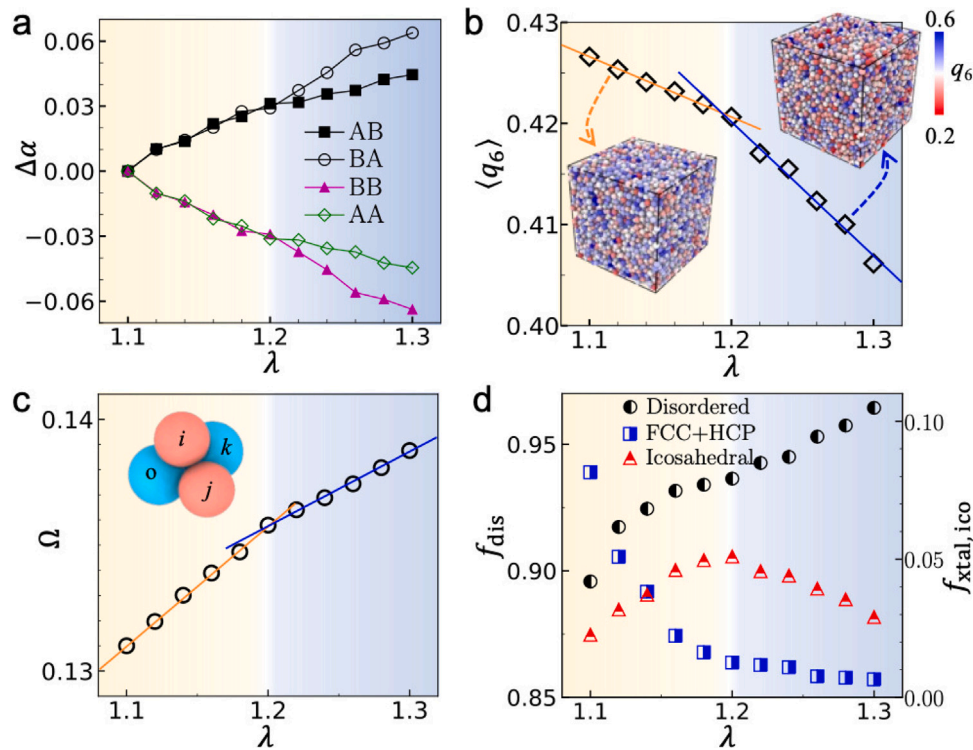 a
0.06
0.03
0.00
−0.03
−0.06
Δα
AB
BA
BB
AA
1.1
1.2
1.3
λ
b
0.43
0.42
0.41
0.40
⟨q₆⟩
0.6
q₆
0.2
1.1
1.2
1.3
λ
c
0.14
0.13
Ω
i
k
o
j
1.1
1.2
1.3
λ
d
Disordered
FCC+HCP
Icosahedral
0.95
0.90
0.85
f_dis
0.10
0.05
0.00
f_xtal,ico
1.1
1.2
1.3
λ